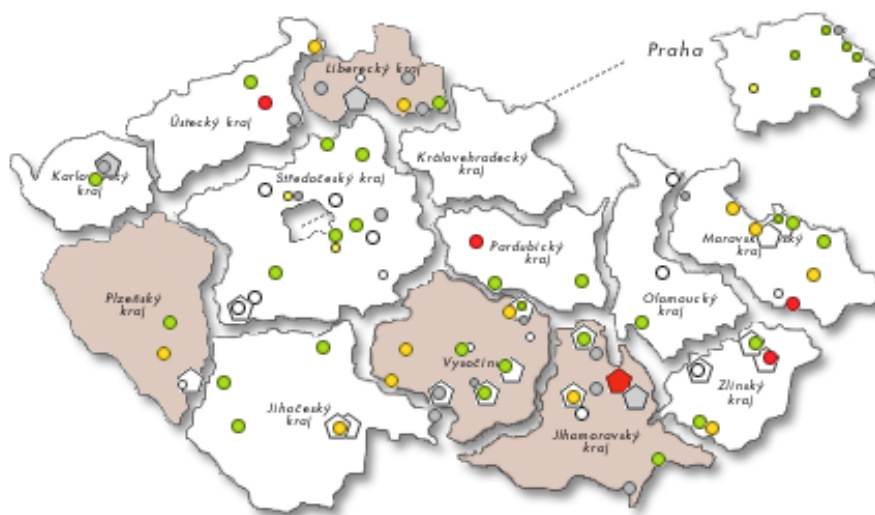 Praha
Liberecký kraj
Ústecký kraj
Královehradecký
kraj
Středočeský kraj
kraj
Pardubický
kraj
kraj
Olomoucký
kraj
Plzeňský
kraj
Vysočina
Zlínský
kraj
Jihočeský
kraj
Jihomoravský
kraj